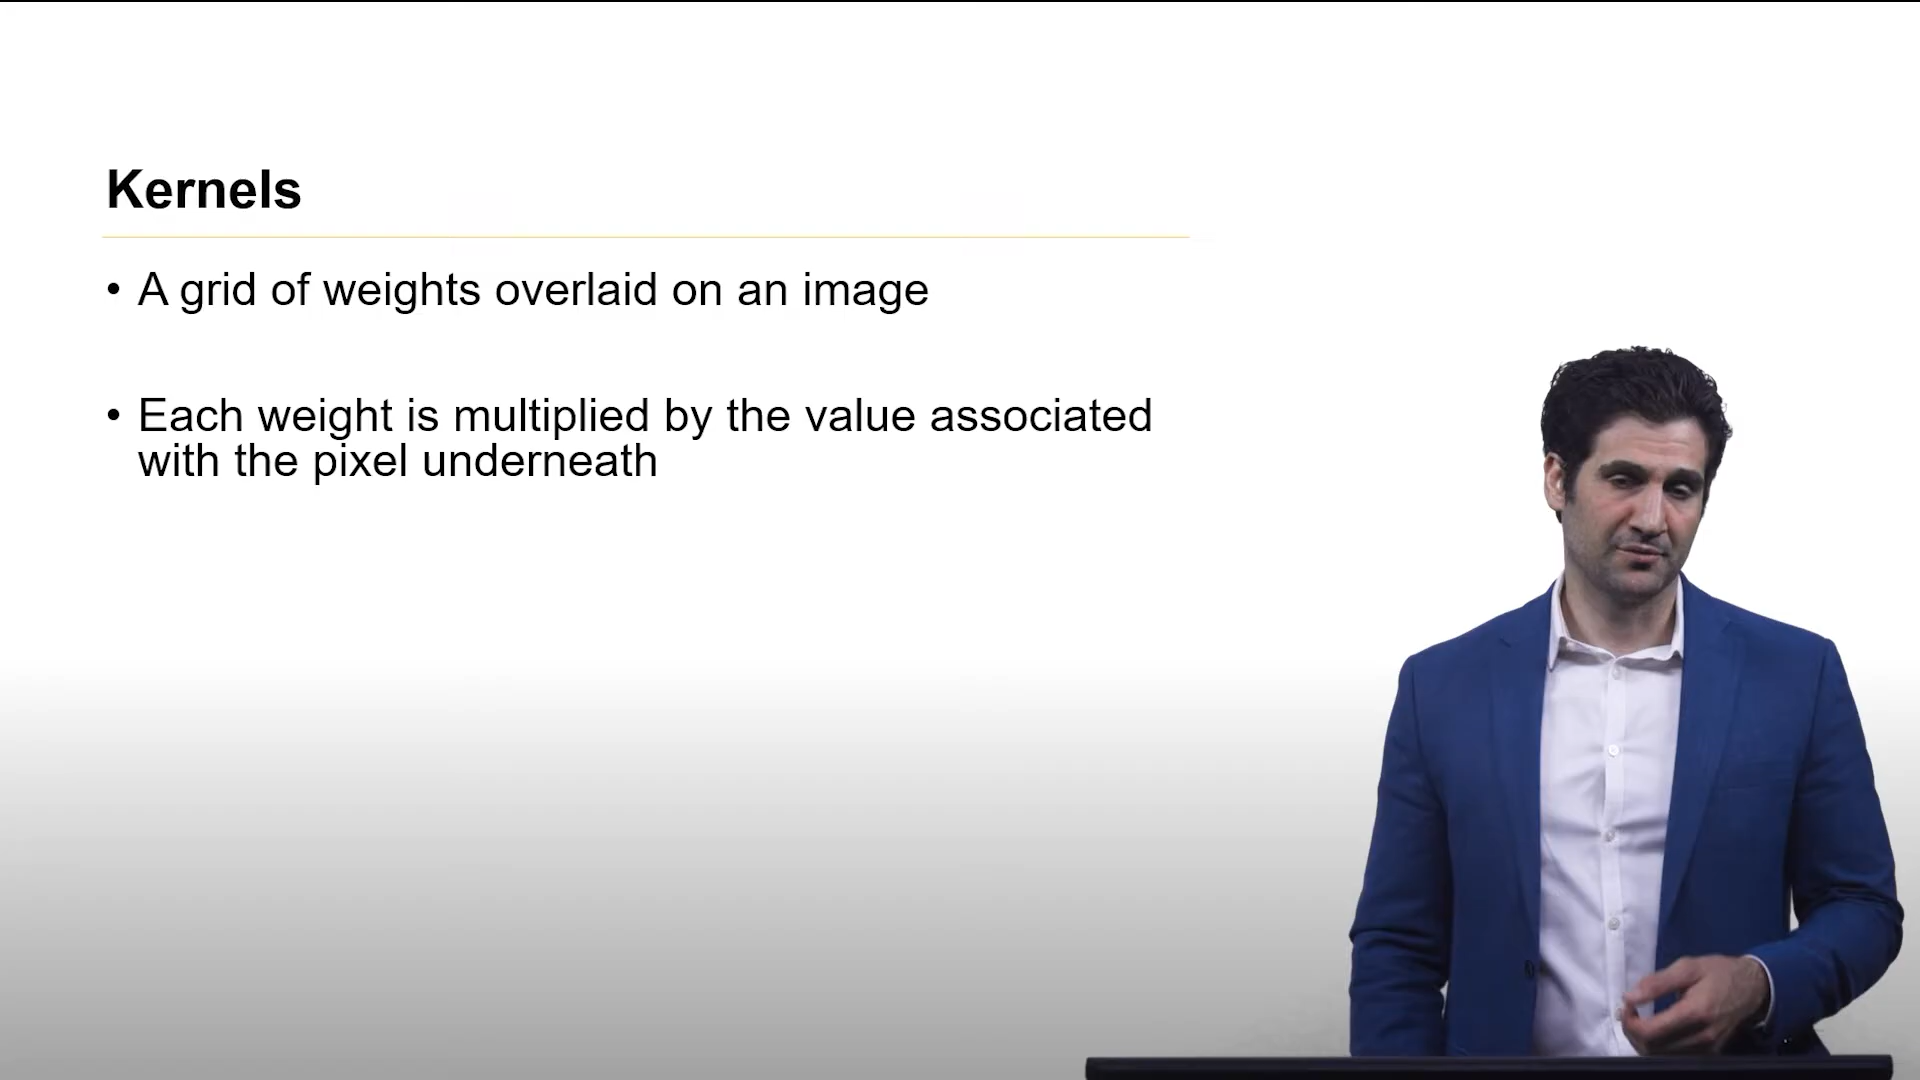 Kernels
• A grid of weights overlaid on an image
• Each weight is multiplied by the value associated
with the pixel underneath